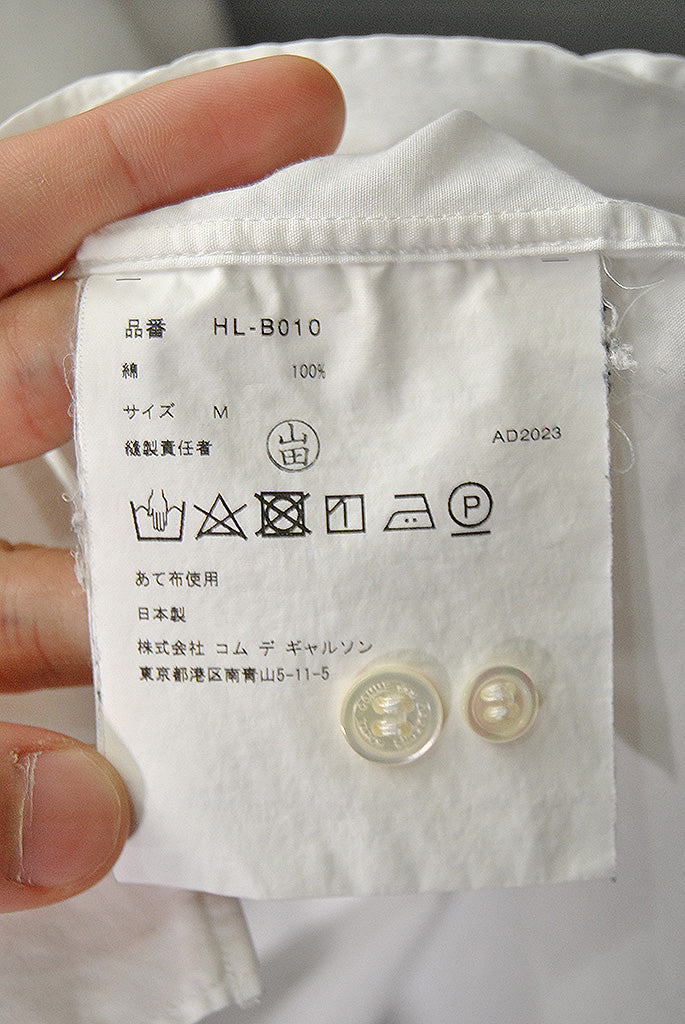 品番 HL-B010
綿 100%
サイズ M
縫製責任者 山田 AD2023
P
あて布使用
日本製
株式会社 コム デ ギャルソン
東京都港区南青山5-11-5